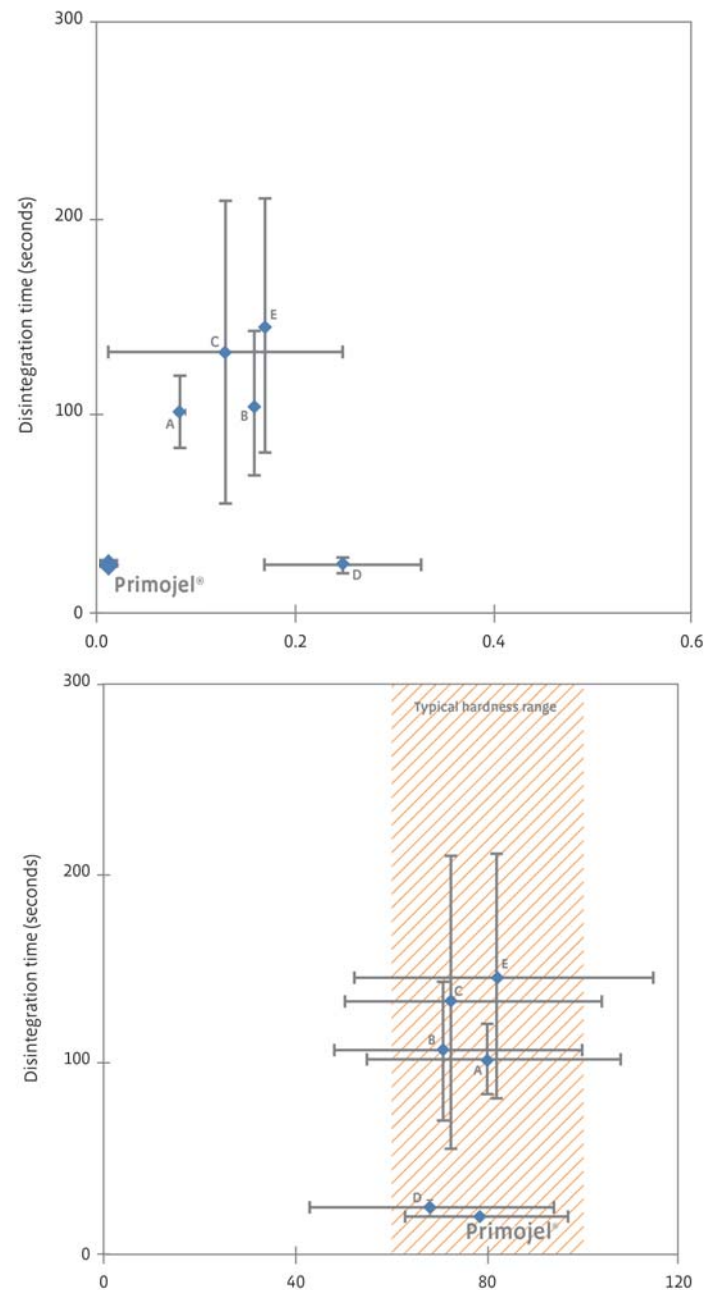 300
200
100
0
Disintegration time (seconds)
E
C
B
A
D
Primojel®
0.0
0.2
0.4
0.6
300
200
100
0
Disintegration time (seconds)
Typical hardness range
E
C
B
A
D
Primojel®
0
40
80
120